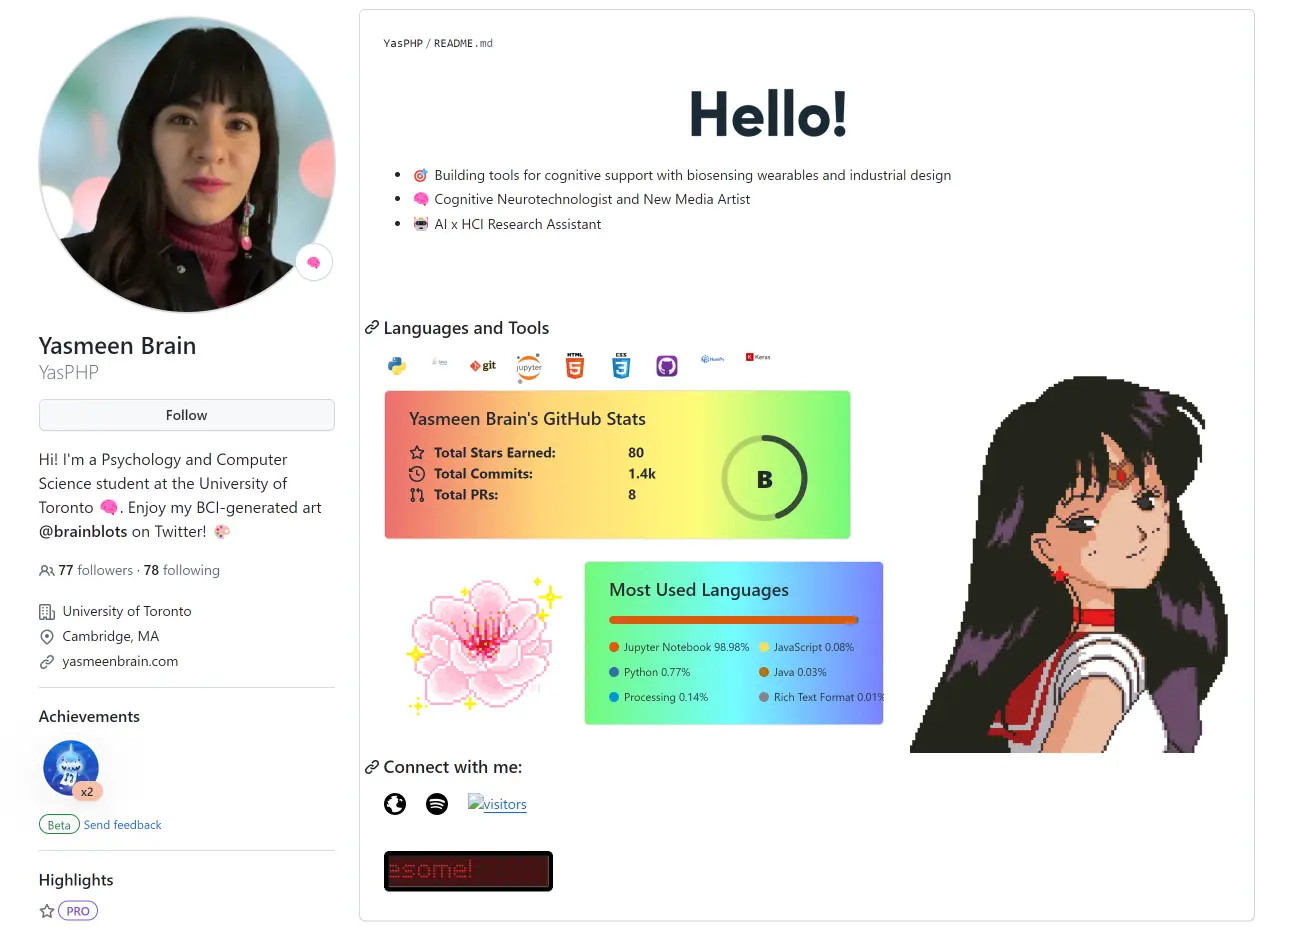 YasPHP / README.md
Hello!
Building tools for cognitive support with biosensing wearables and industrial design
Cognitive Neurotechnologist and New Media Artist
AI x HCI Research Assistant
Yasmeen Brain
YasPHP
Follow
Hi! I'm a Psychology and Computer
Science student at the University of
Toronto 🧠. Enjoy my BCI-generated art
@brainblots on Twitter! 🎨
77 followers · 78 following
University of Toronto
Cambridge, MA
yasmeenbrain.com
Achievements
x2
Beta Send feedback
Highlights
PRO
Languages and Tools
git
jupyter
HTML
5
CSS
3
NumPy
Keras
Yasmeen Brain's GitHub Stats
Total Stars Earned: 80
Total Commits: 1.4k
Total PRs: 8
B
Most Used Languages
Jupyter Notebook 98.98%
JavaScript 0.08%
Python 0.77%
Java 0.03%
Processing 0.14%
Rich Text Format 0.01%
Connect with me:
visitors
esome!